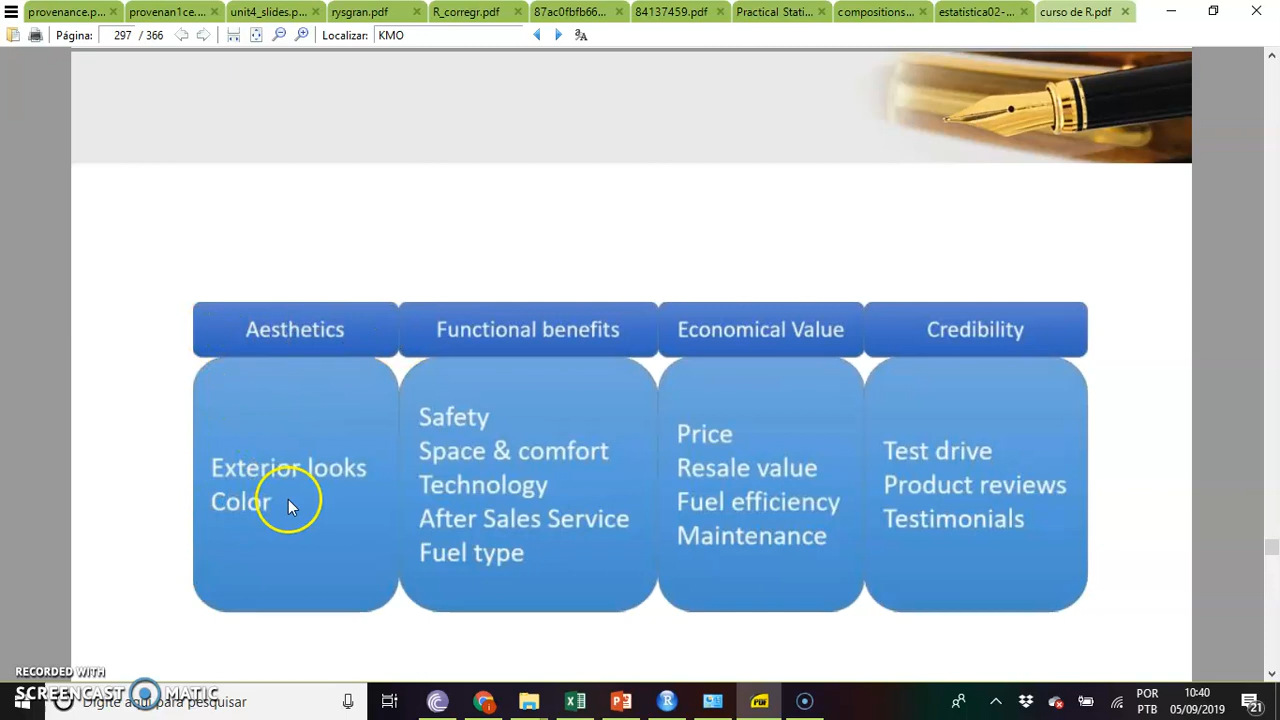 provenance.p...
provenan1ce....
unit4_slides.p...
rysgran.pdf
R_corregr.pdf
87ac0fbfb66...
84137459.pdf
Practical Stati...
compositions...
estatistica02-...
curso de R.pdf
Página:
297 / 366
Localizar:
KMO
Aesthetics
Exterior looks
Color
Functional benefits
Safety
Space & comfort
Technology
After Sales Service
Fuel type
Economical Value
Price
Resale value
Fuel efficiency
Maintenance
Credibility
Test drive
Product reviews
Testimonials
RECORDED WITH
SCREENCAST MATIC
Digite aqui para pesquisar
POR
PTB
10:40
05/09/2019
21